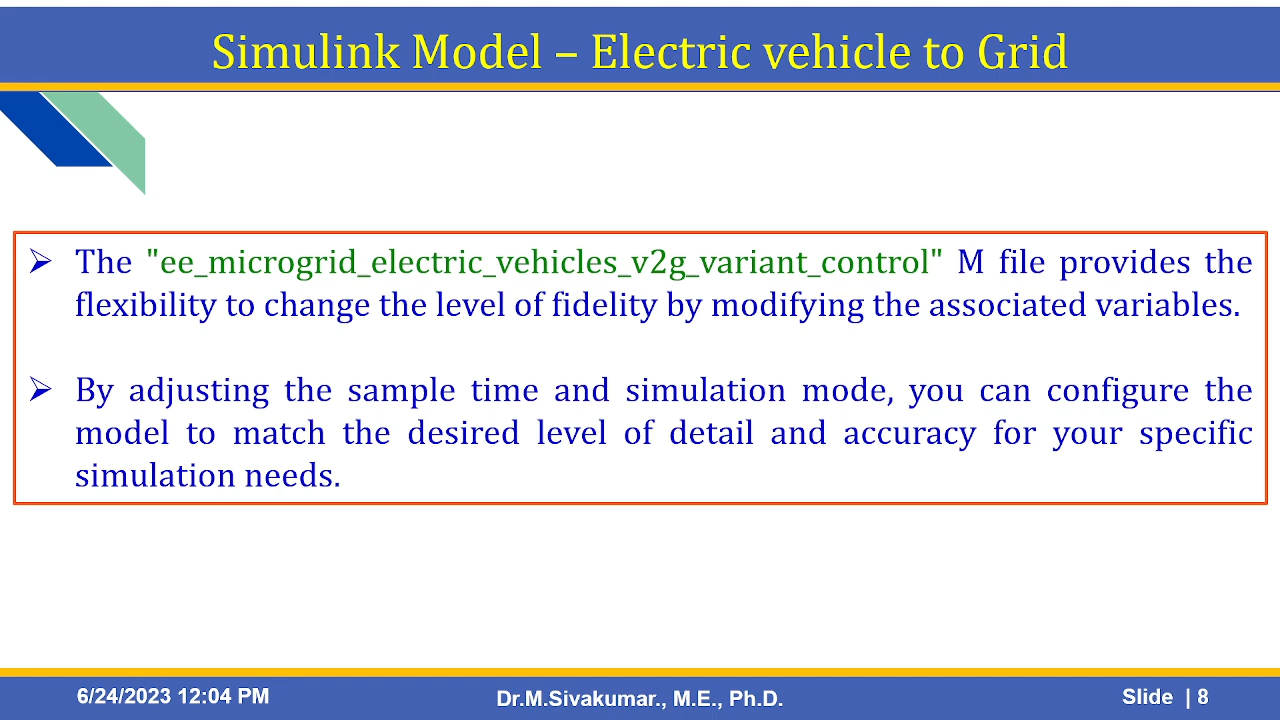 Simulink Model – Electric vehicle to Grid
➢ The "ee_microgrid_electric_vehicles_v2g_variant_control" M file provides the
flexibility to change the level of fidelity by modifying the associated variables.
➢ By adjusting the sample time and simulation mode, you can configure the
model to match the desired level of detail and accuracy for your specific
simulation needs.
6/24/2023 12:04 PM
Dr.M.Sivakumar., M.E., Ph.D.
Slide | 8